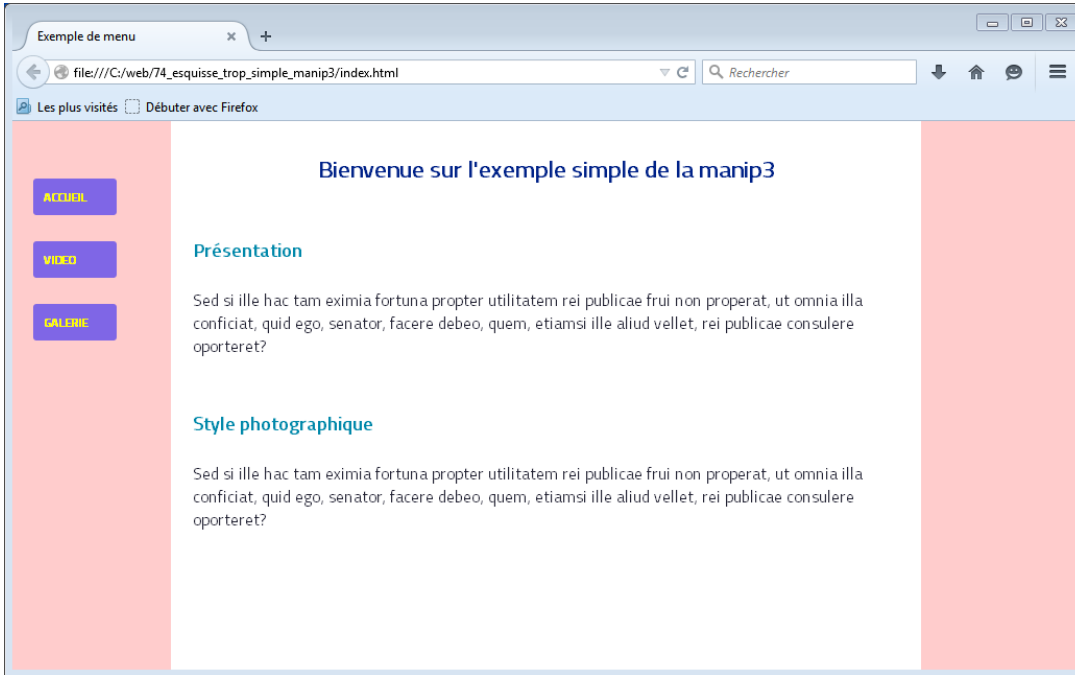 Exemple de menu
file:///C:/web/74_esquisse_trop_simple_manip3/index.html
Rechercher
Les plus visités
Débuter avec Firefox
Bienvenue sur l'exemple simple de la manip3
ACCUEIL
VIDEO
GALERIE
Présentation
Sed si ille hac tam eximia fortuna propter utilitatem rei publicae frui non properat, ut omnia illa
conficiat, quid ego, senator, facere debeo, quem, etiamsi ille aliud vellet, rei publicae consulere
oporteret?
Style photographique
Sed si ille hac tam eximia fortuna propter utilitatem rei publicae frui non properat, ut omnia illa
conficiat, quid ego, senator, facere debeo, quem, etiamsi ille aliud vellet, rei publicae consulere
oporteret?